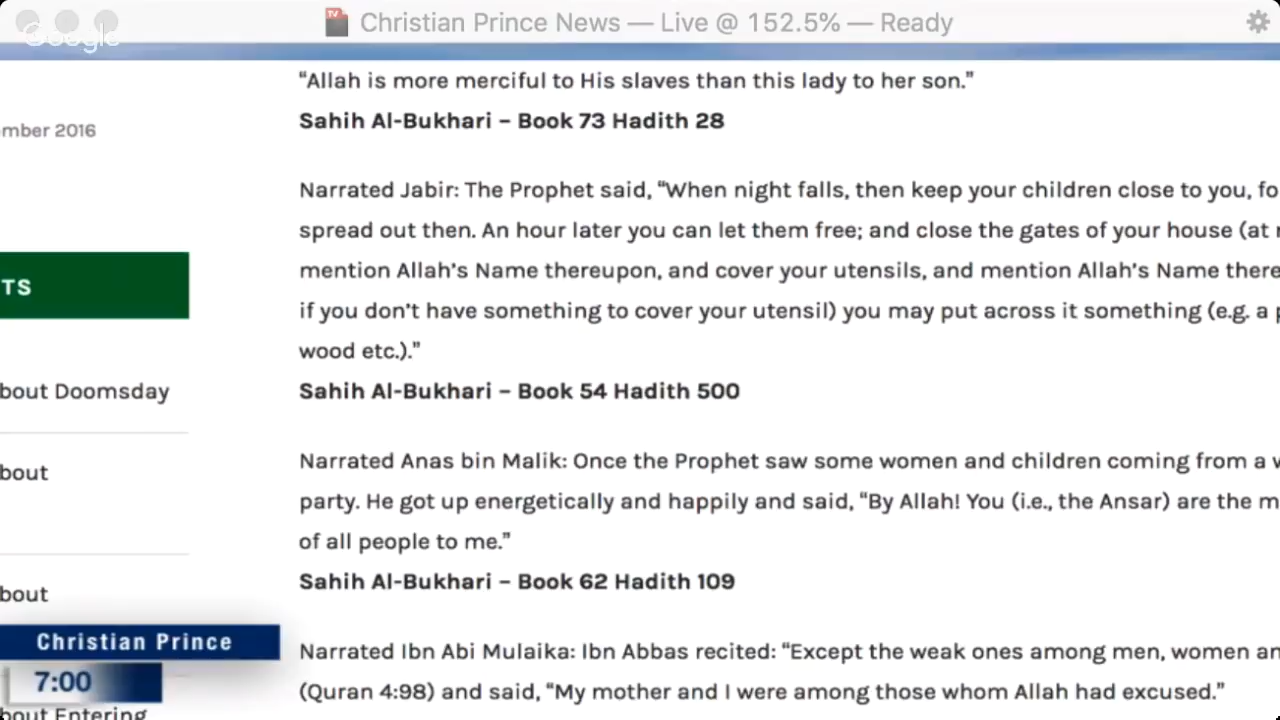 Christian Prince News — Live @ 152.5% — Ready
Google
"Allah is more merciful to His slaves than this lady to her son."
Sahih Al-Bukhari – Book 73 Hadith 28
mber 2016
Narrated Jabir: The Prophet said, "When night falls, then keep your children close to you, fo
spread out then. An hour later you can let them free; and close the gates of your house (at
mention Allah's Name thereupon, and cover your utensils, and mention Allah's Name there
if you don't have something to cover your utensil) you may put across it something (e.g. a
wood etc.)."
Sahih Al-Bukhari – Book 54 Hadith 500
TS
bout Doomsday
bout
bout
Narrated Anas bin Malik: Once the Prophet saw some women and children coming from a
party. He got up energetically and happily and said, "By Allah! You (i.e., the Ansar) are the m
of all people to me."
Sahih Al-Bukhari – Book 62 Hadith 109
Narrated Ibn Abi Mulaika: Ibn Abbas recited: "Except the weak ones among men, women an
(Quran 4:98) and said, "My mother and I were among those whom Allah had excused."
Christian Prince
7:00
bout Entering